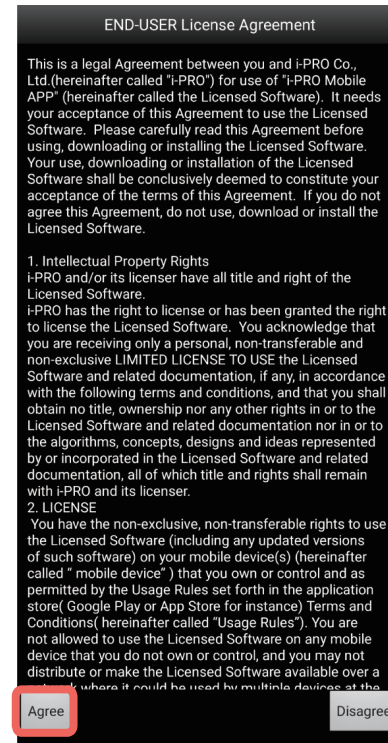 END-USER License Agreement
This is a legal Agreement between you and i-PRO Co.,
Ltd.(hereinafter called "i-PRO") for use of "i-PRO Mobile
APP" (hereinafter called the Licensed Software).  It needs
your acceptance of this Agreement to use the Licensed
Software.  Please carefully read this Agreement before
using, downloading or installing the Licensed Software.
Your use, downloading or installation of the Licensed
Software shall be conclusively deemed to constitute your
acceptance of the terms of this Agreement.  If you do not
agree this Agreement, do not use, download or install the
Licensed Software.
1. Intellectual Property Rights
i-PRO and/or its licenser have all title and right of the
Licensed Software.
i-PRO has the right to license or has been granted the right
to license the Licensed Software.  You acknowledge that
you are receiving only a personal, non-transferable and
non-exclusive LIMITED LICENSE TO USE the Licensed
Software and related documentation, if any, in accordance
with the following terms and conditions, and that you shall
obtain no title, ownership nor any other rights in or to the
Licensed Software and related documentation nor in or to
the algorithms, concepts, designs and ideas represented
by or incorporated in the Licensed Software and related
documentation, all of which title and rights shall remain
with i-PRO and its licenser.
2. LICENSE
You have the non-exclusive, non-transferable rights to use
the Licensed Software (including any updated versions
of such software) on your mobile device(s) (hereinafter
called “ mobile device” ) that you own or control and as
permitted by the Usage Rules set forth in the application
store( Google Play or App Store for instance) Terms and
Conditions( hereinafter called “Usage Rules”). You are
not allowed to use the Licensed Software on any mobile
device that you do not own or control, and you may not
distribute or make the Licensed Software available over a
where it could be used by multiple devices at the
Agree
Disagree